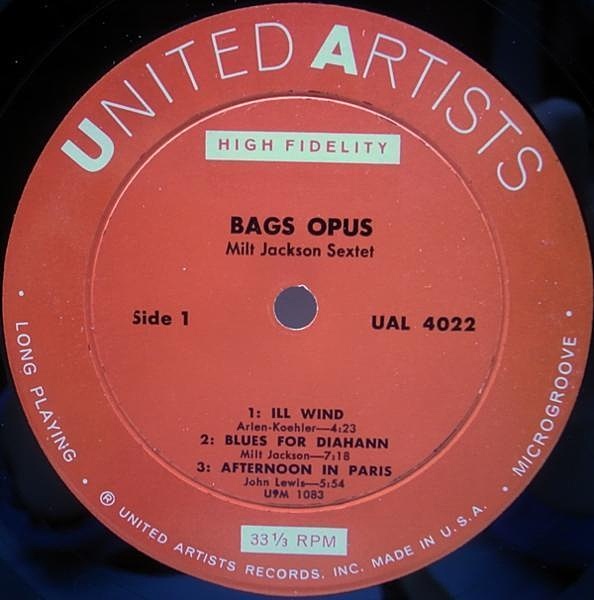 UNITED ARTISTS
HIGH FIDELITY
BAGS OPUS
Milt Jackson Sextet
Side 1
UAL 4022
1: ILL WIND
Arlen-Koehler—4:23
2: BLUES FOR DIAHANN
Milt Jackson—7:18
3: AFTERNOON IN PARIS
John Lewis—5:54
U9M 1083
33 1/3 RPM
• LONG PLAYING • ® UNITED ARTISTS RECORDS, INC. MADE IN U.S.A. • MICROGROOVE •